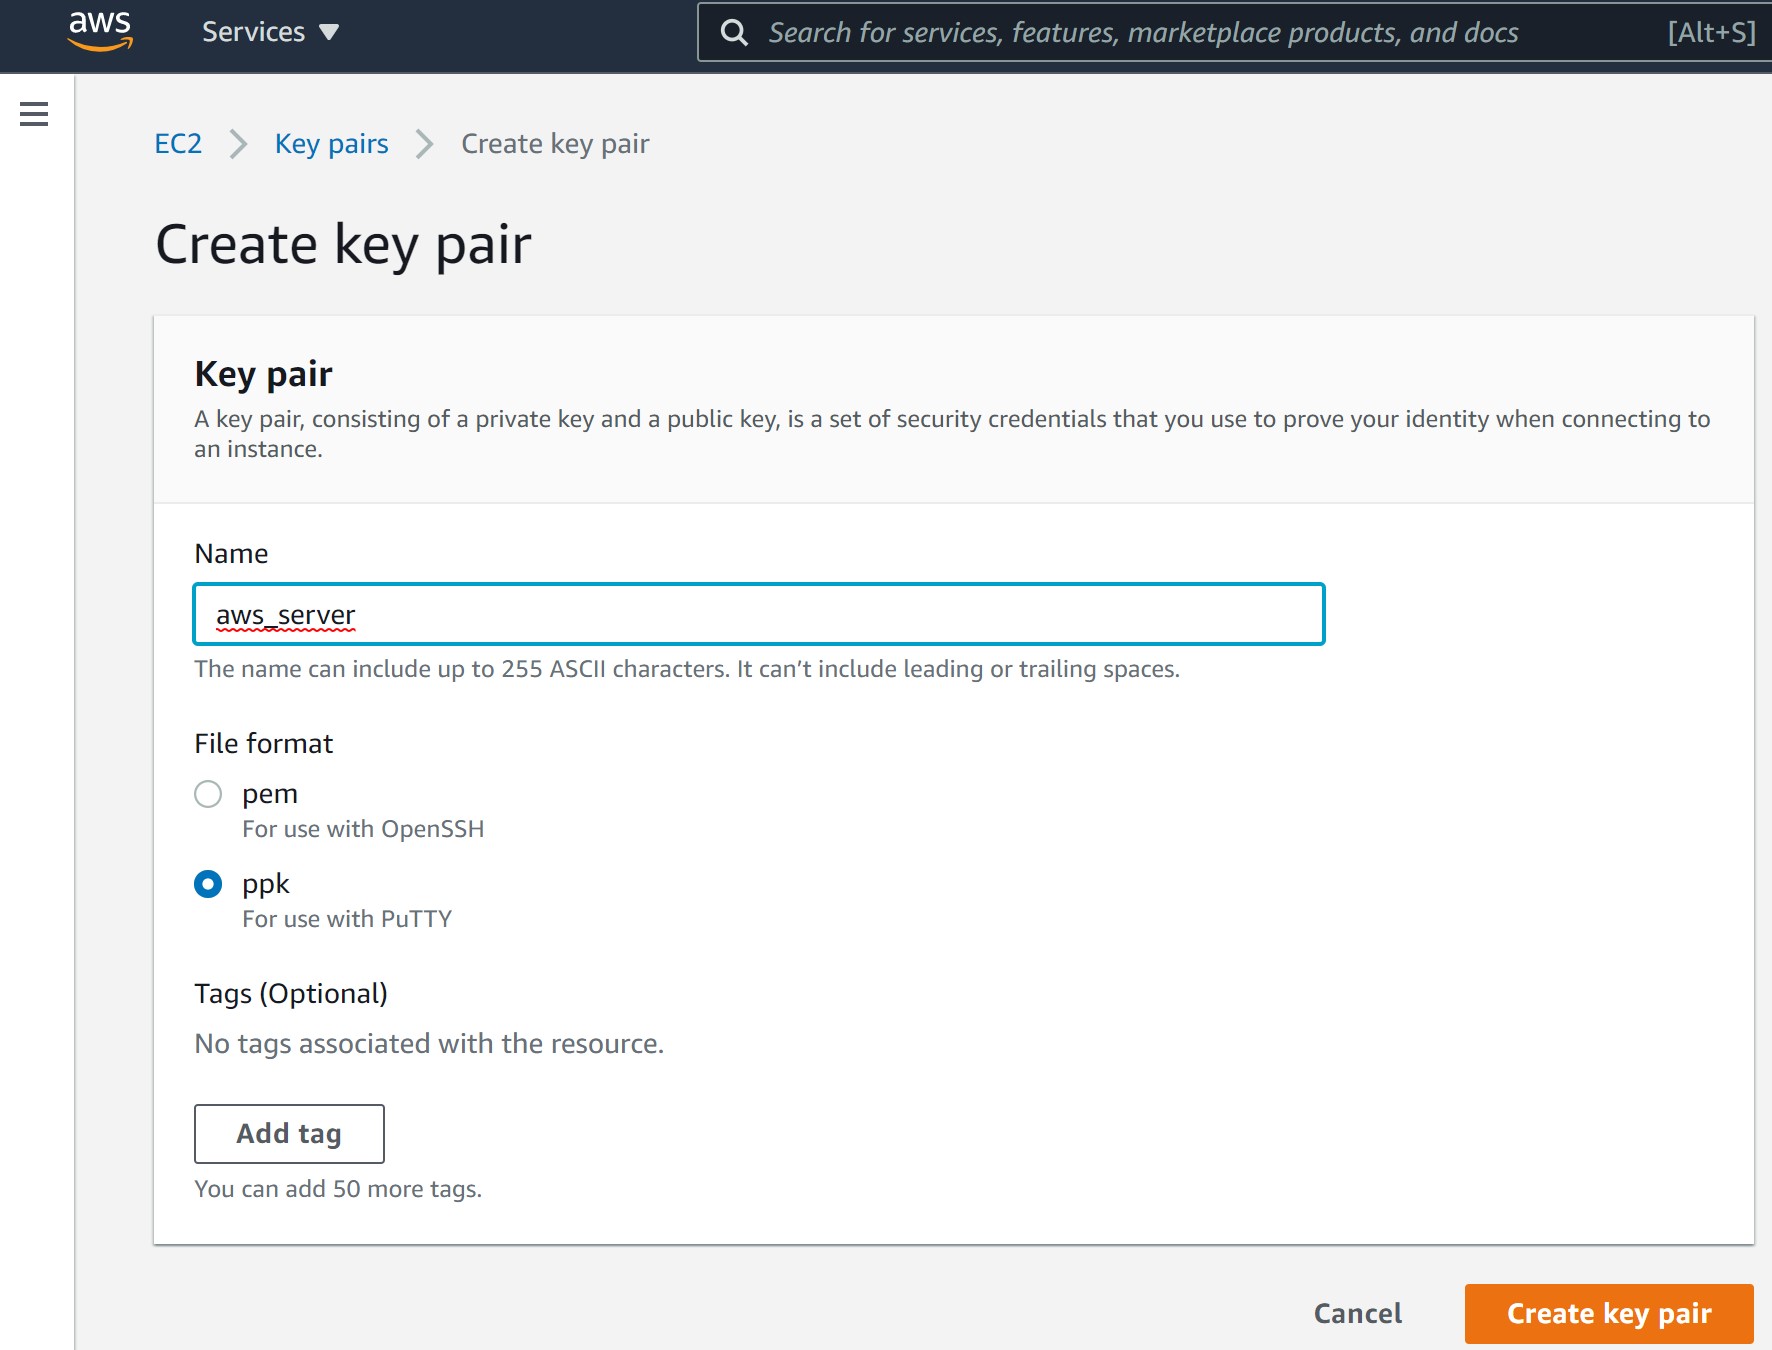 aws
Services
Search for services, features, marketplace products, and docs
[Alt+S]
EC2
Key pairs
Create key pair
Create key pair
Key pair
A key pair, consisting of a private key and a public key, is a set of security credentials that you use to prove your identity when connecting to
an instance.
Name
aws_server
The name can include up to 255 ASCII characters. It can’t include leading or trailing spaces.
File format
pem
For use with OpenSSH
ppk
For use with PuTTY
Tags (Optional)
No tags associated with the resource.
Add tag
You can add 50 more tags.
Cancel
Create key pair